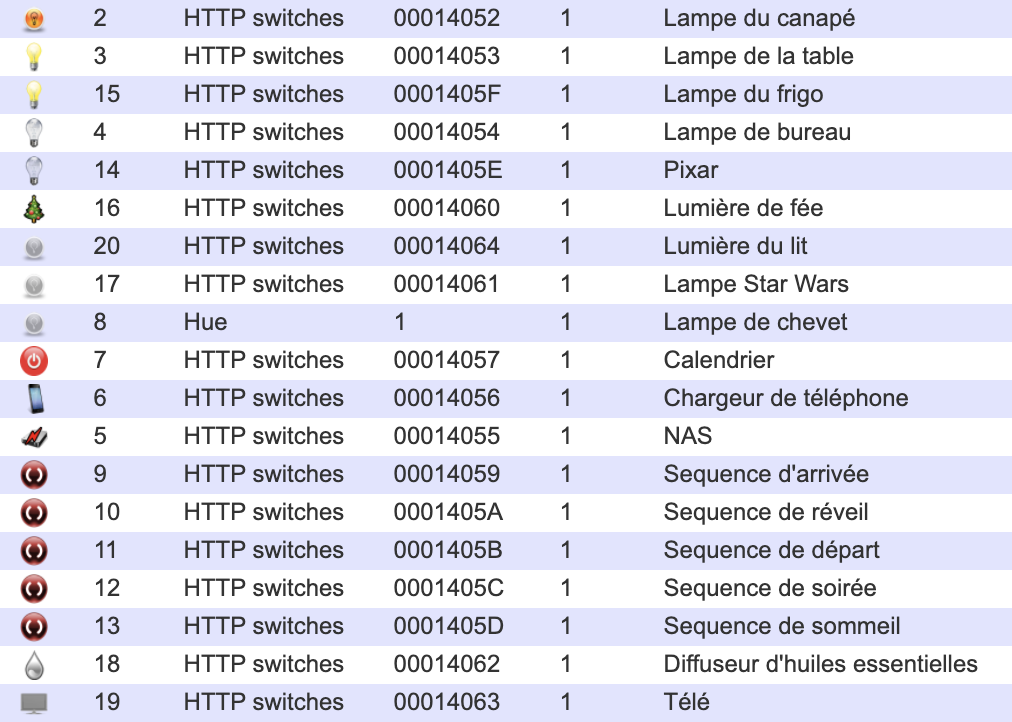 2 HTTP switches 00014052 1 Lampe du canapé
3 HTTP switches 00014053 1 Lampe de la table
15 HTTP switches 0001405F 1 Lampe du frigo
4 HTTP switches 00014054 1 Lampe de bureau
14 HTTP switches 0001405E 1 Pixar
16 HTTP switches 00014060 1 Lumière de fée
20 HTTP switches 00014064 1 Lumière du lit
17 HTTP switches 00014061 1 Lampe Star Wars
8 Hue 1 1 Lampe de chevet
7 HTTP switches 00014057 1 Calendrier
6 HTTP switches 00014056 1 Chargeur de téléphone
5 HTTP switches 00014055 1 NAS
9 HTTP switches 00014059 1 Sequence d'arrivée
10 HTTP switches 0001405A 1 Sequence de réveil
11 HTTP switches 0001405B 1 Sequence de départ
12 HTTP switches 0001405C 1 Sequence de soirée
13 HTTP switches 0001405D 1 Sequence de sommeil
18 HTTP switches 00014062 1 Diffuseur d'huiles essentielles
19 HTTP switches 00014063 1 Télé